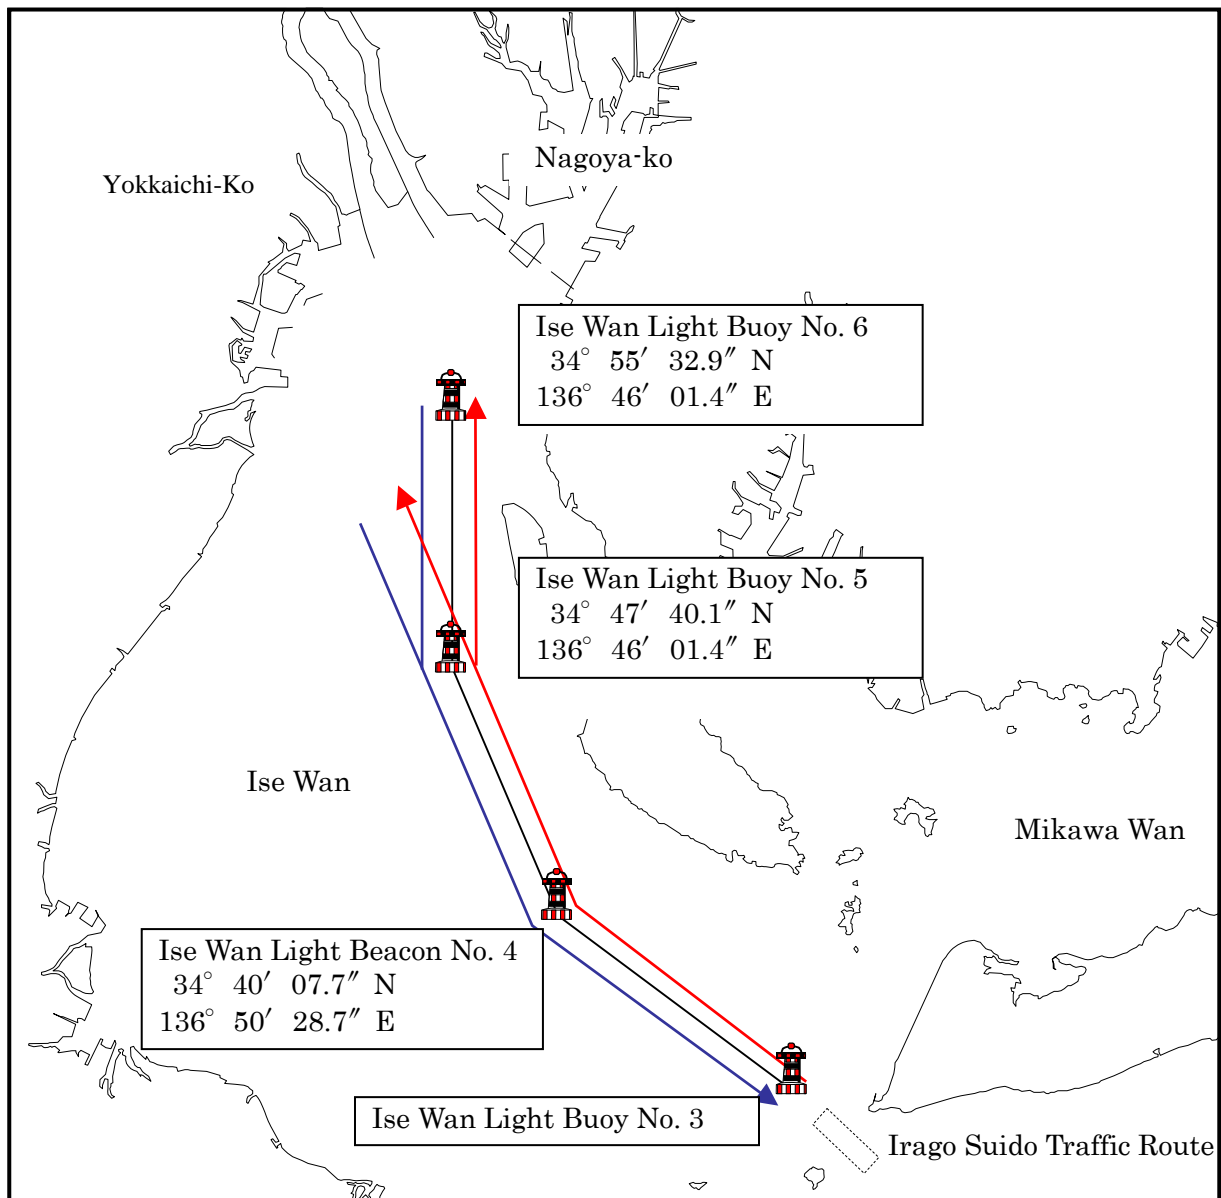 Nagoya-ko
Yokkaichi-Ko
Ise Wan Light Buoy No. 6
34° 55′ 32.9″ N
136° 46′ 01.4″ E
Ise Wan Light Buoy No. 5
34° 47′ 40.1″ N
136° 46′ 01.4″ E
Ise Wan
Mikawa Wan
Ise Wan Light Beacon No. 4
34° 40′ 07.7″ N
136° 50′ 28.7″ E
Ise Wan Light Buoy No. 3
Irago Suido Traffic Route